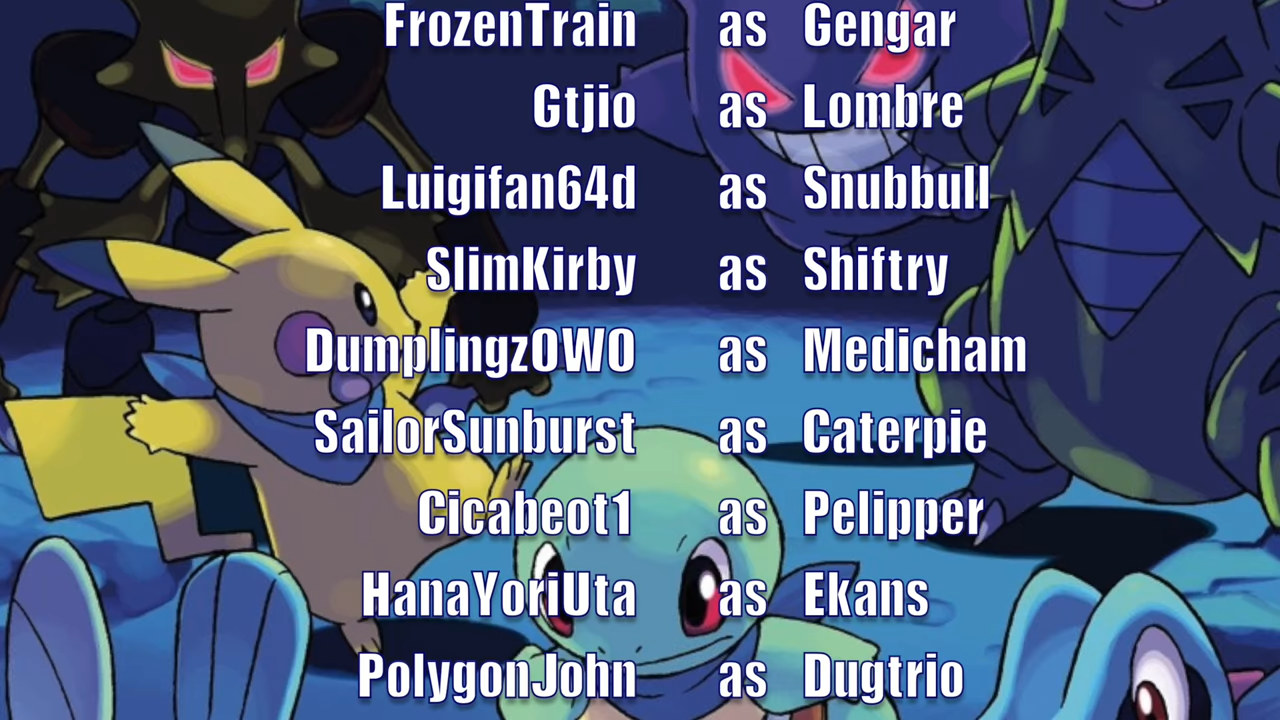 FrozenTrain as Gengar
Gtjio as Lombre
Luigifan64d as Snubbull
SlimKirby as Shiftry
DumplingzOWO as Medicham
SailorSunburst as Caterpie
Cicabeot1 as Pelipper
HanaYoriUta as Ekans
PolygonJohn as Dugtrio